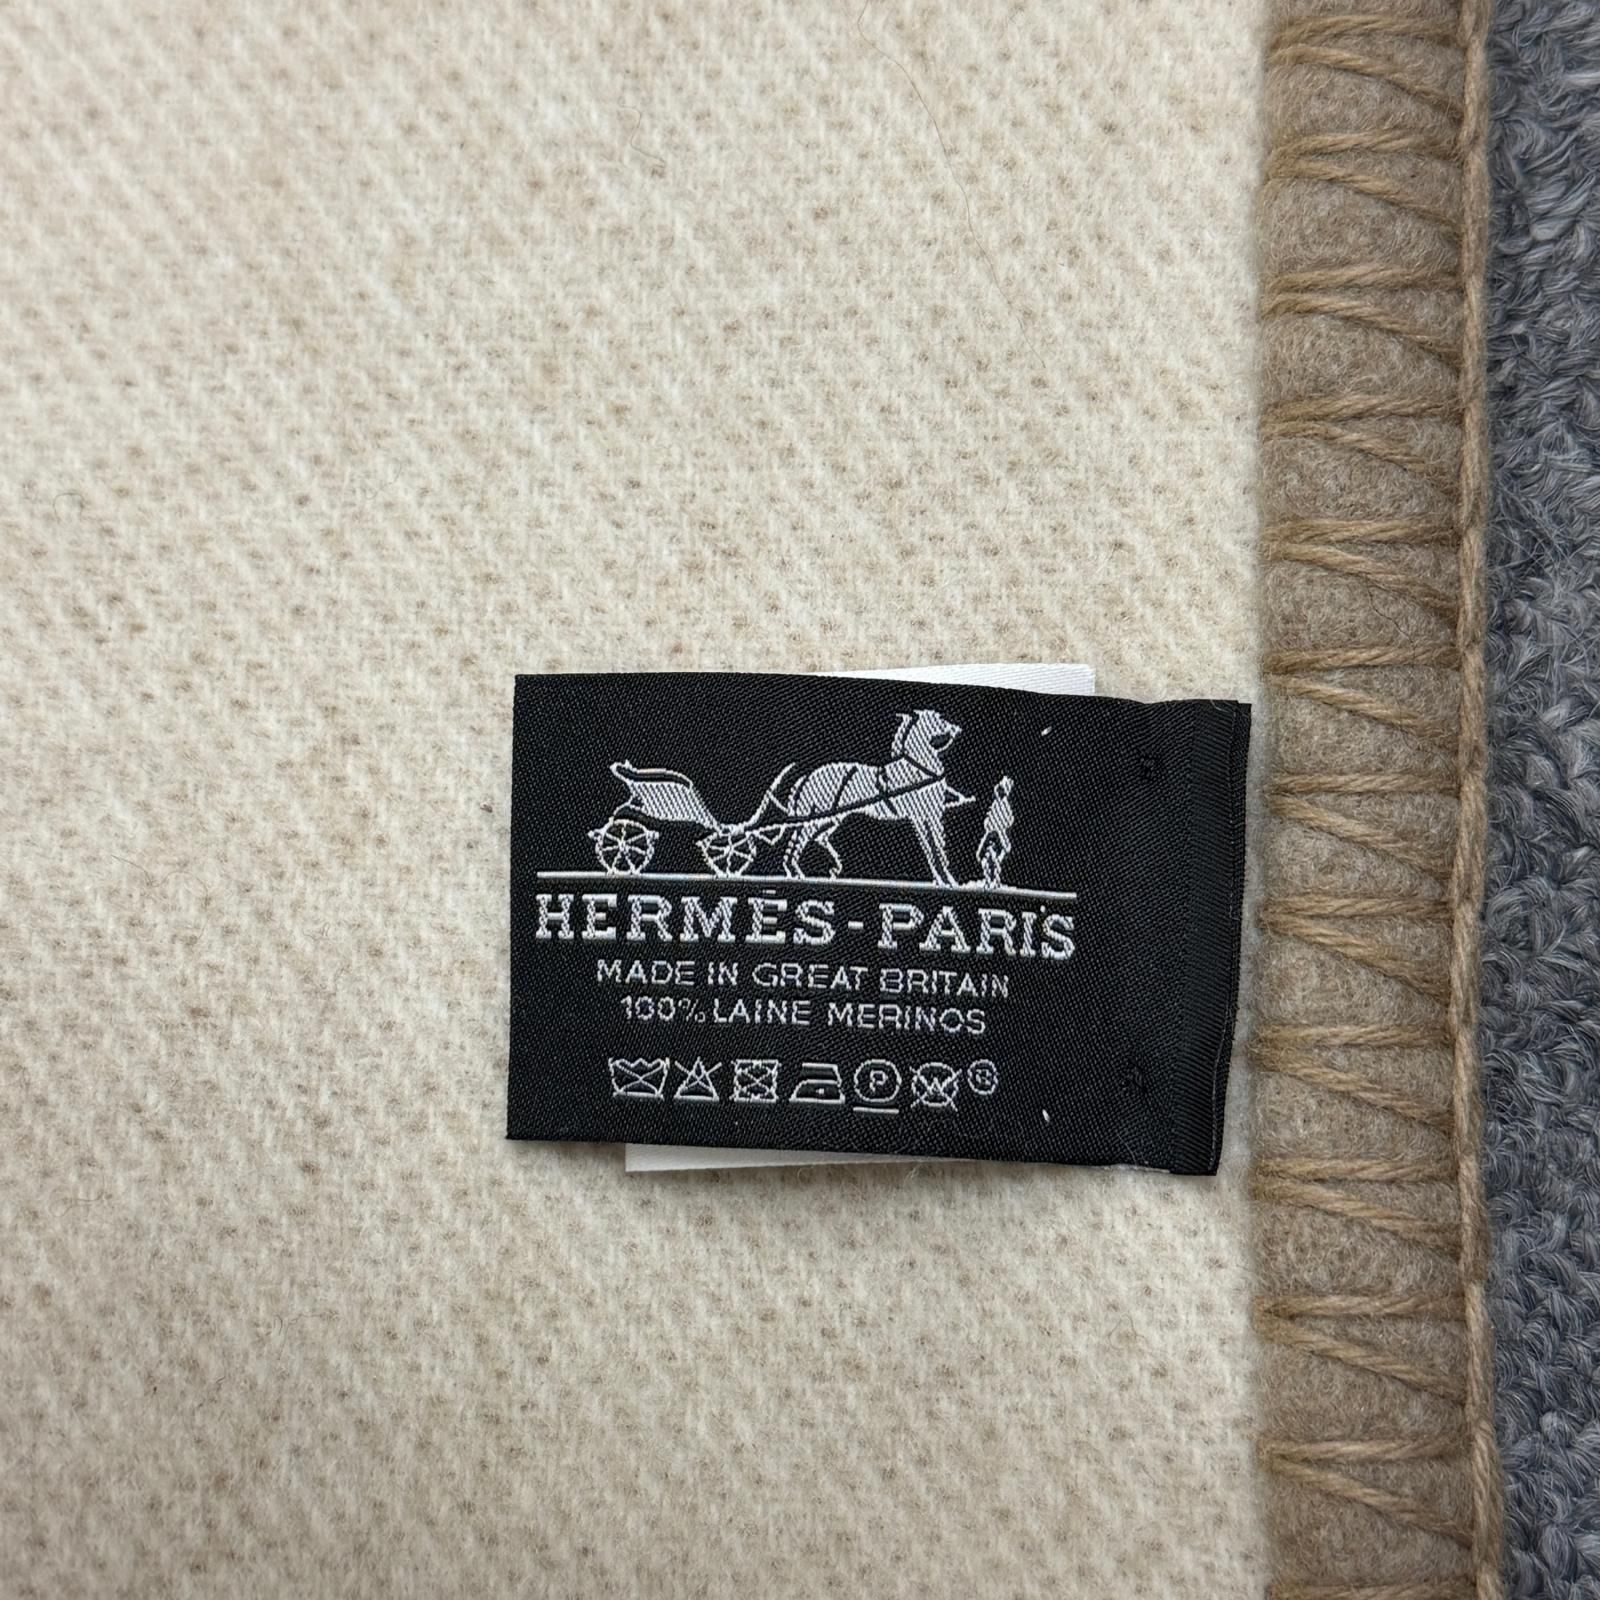 HERMÈS-PARIS
MADE IN GREAT BRITAIN
100% LAINE MERINOS
P W ®